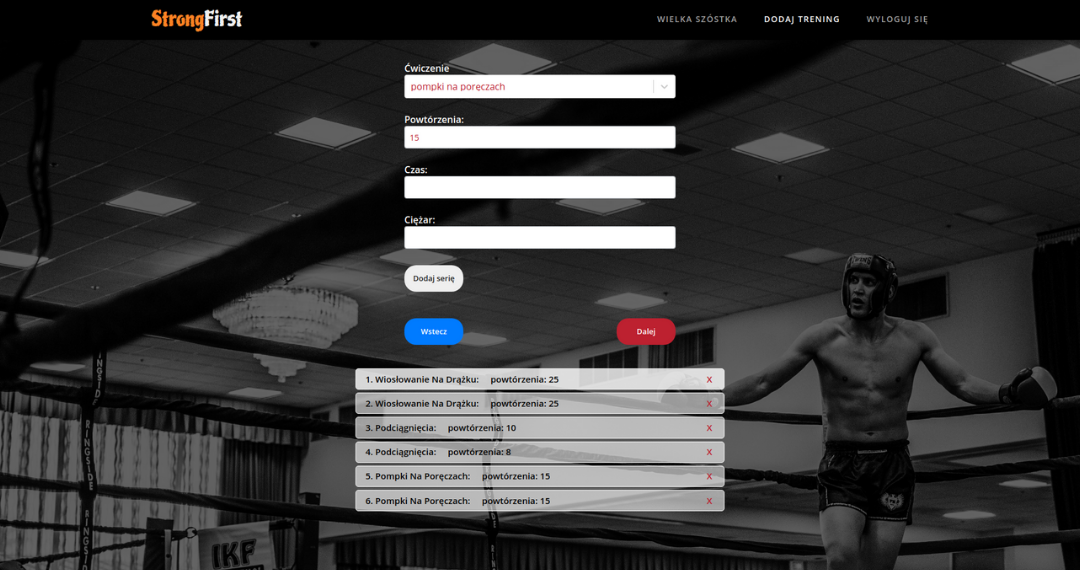 StrongFirst
WIELKA SZÓSTKA DODAJ TRENING WYLOGUJ SIĘ
Ćwiczenie
pompki na poręczach
Powtórzenia:
15
Czas:
Ciężar:
Dodaj serię
Wstecz Dalej
1. Wiosłowanie Na Drążku: powtórzenia: 25 X
2. Wiosłowanie Na Drążku: powtórzenia: 25 X
3. Podciągnięcia: powtórzenia: 10 X
4. Podciągnięcia: powtórzenia: 8 X
5. Pompki Na Poręczach: powtórzenia: 15 X
6. Pompki Na Poręczach: powtórzenia: 15 X
RINGSIDE
RINGSIDE
IKF